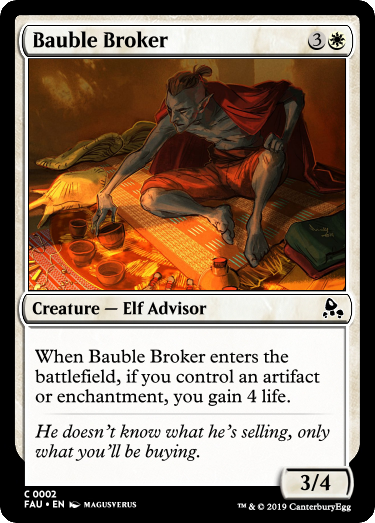 Bauble Broker 3
Creature — Elf Advisor
When Bauble Broker enters the
battlefield, if you control an artifact
or enchantment, you gain 4 life.
He doesn't know what he's selling, only
what you'll be buying.
3/4
C 0002
FAU • EN MAGUSVERUS
™ & © 2019 CanterburyEgg